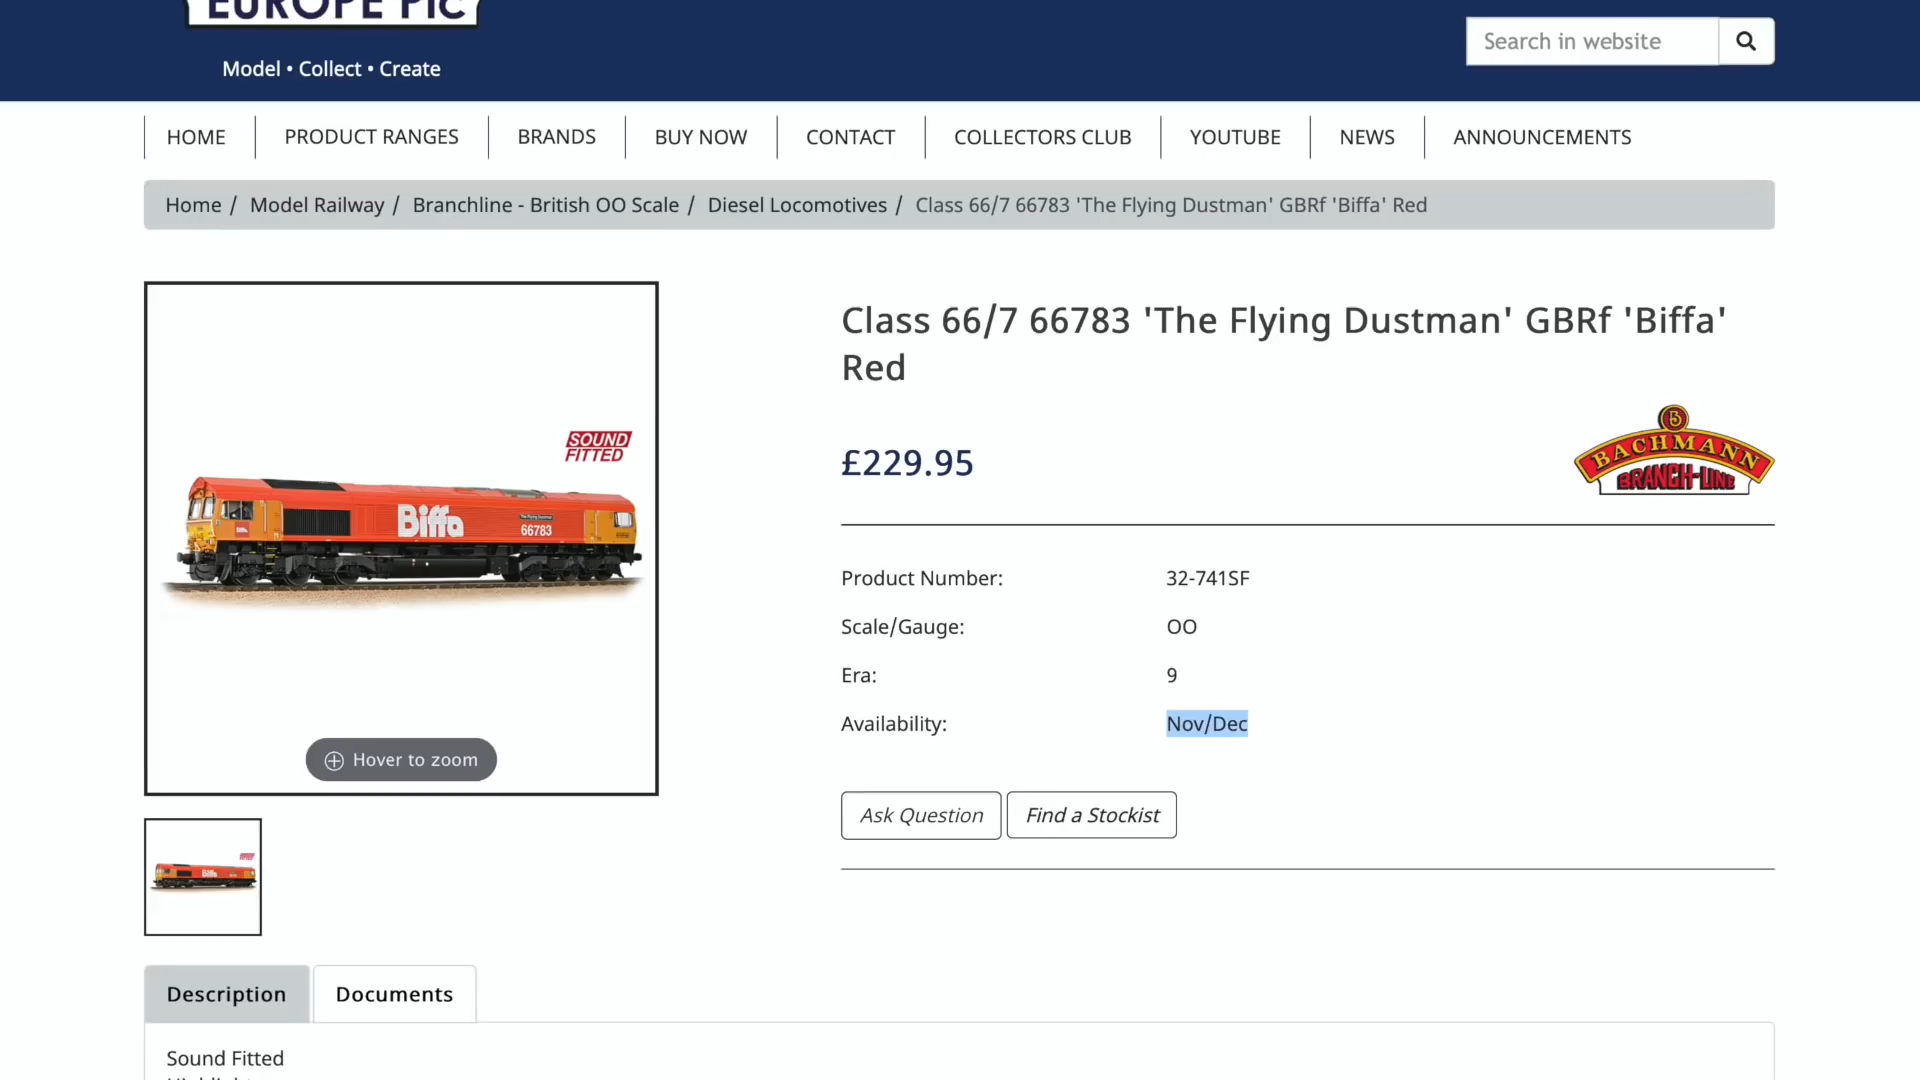 EUROPE Plc
Model • Collect • Create
Search in website
HOME
PRODUCT RANGES
BRANDS
BUY NOW
CONTACT
COLLECTORS CLUB
YOUTUBE
NEWS
ANNOUNCEMENTS
Home / Model Railway / Branchline - British OO Scale / Diesel Locomotives / Class 66/7 66783 'The Flying Dustman' GBRf 'Biffa' Red
SOUND
FITTED
Biffa
The Flying Dustman
66783
Hover to zoom
Class 66/7 66783 'The Flying Dustman' GBRf 'Biffa'
Red
£229.95
BACHMANN
BRANCH-LINE
Product Number: 32-741SF
Scale/Gauge: OO
Era: 9
Availability: Nov/Dec
Ask Question
Find a Stockist
Biffa
Description
Documents
Sound Fitted